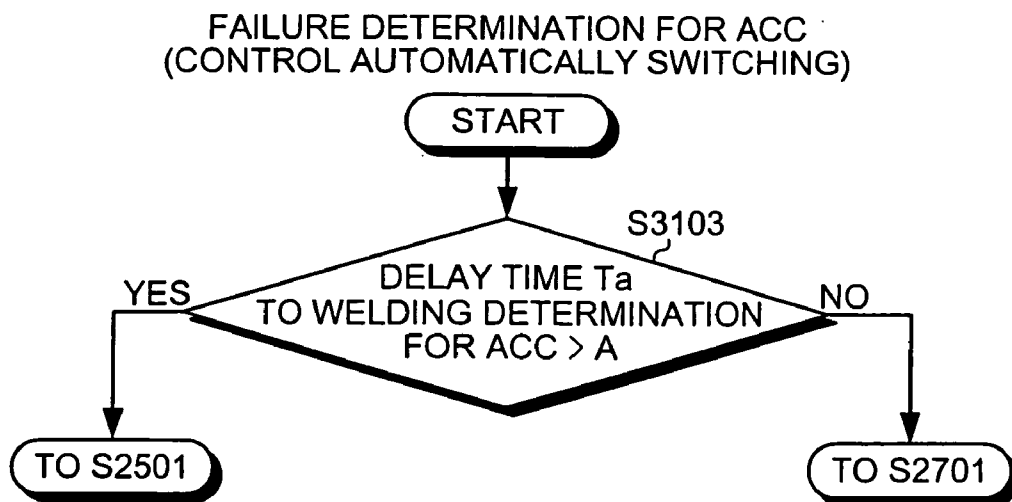 FAILURE DETERMINATION FOR ACC
(CONTROL AUTOMATICALLY SWITCHING)
START
S3103
DELAY TIME Ta
TO WELDING DETERMINATION
FOR ACC > A
YES
NO
TO S2501
TO S2701